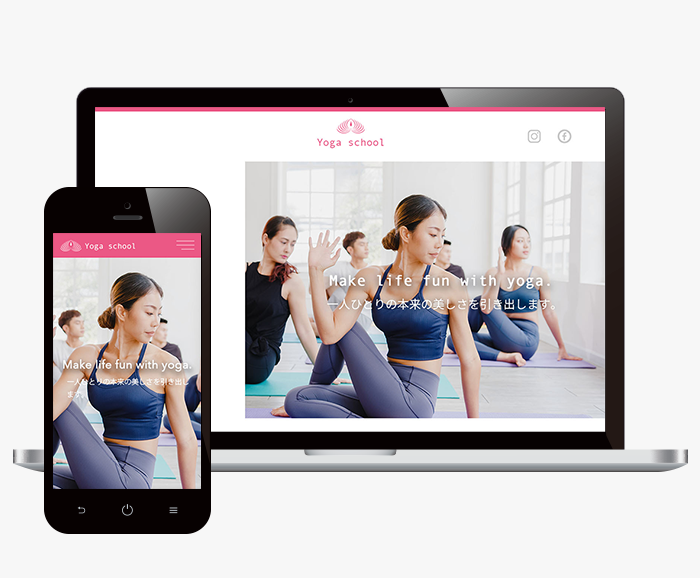 Yoga school
Make life fun with yoga.
一人ひとりの本来の美しさを引き出します。
Yoga school
Make life fun with yoga.
一人ひとりの本来の美しさを引き出し
ます。